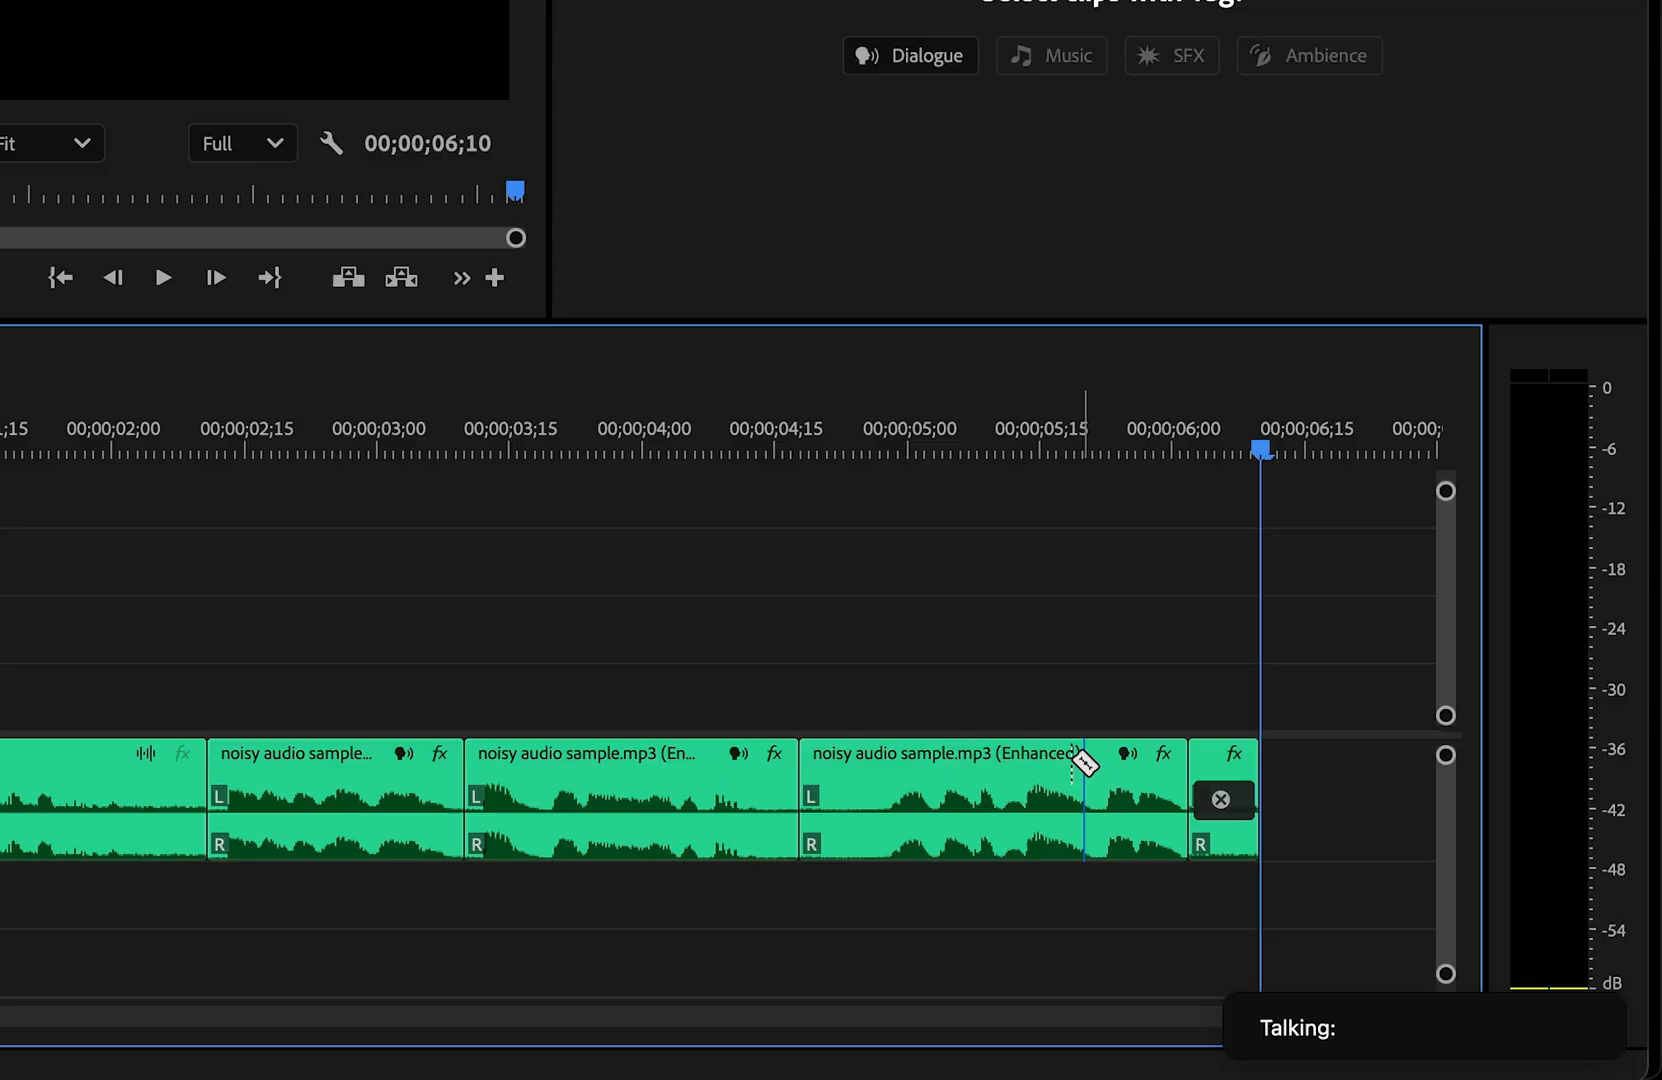 Select clips with Tag:
Dialogue
Music
SFX
Ambience
Fit
Full
00;00;06;10
;15
00;00;02;00
00;00;02;15
00;00;03;00
00;00;03;15
00;00;04;00
00;00;04;15
00;00;05;00
00;00;05;15
00;00;06;00
00;00;06;15
00;00;
0
-6
-12
-18
-24
-30
-36
-42
-48
-54
dB
fx
noisy audio sample...
fx
noisy audio sample.mp3 (En...
fx
noisy audio sample.mp3 (Enhanced)
fx
fx
L
L
L
R
R
R
R
Talking: